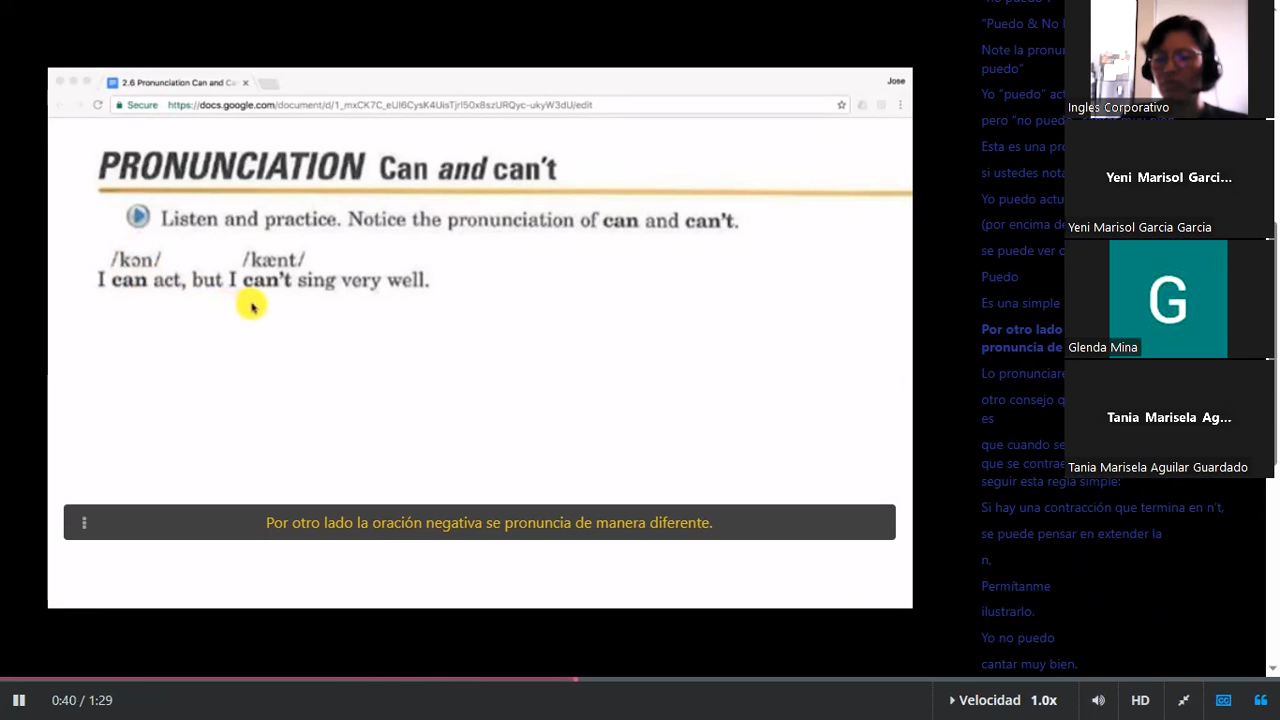 2.6 Pronunciation Can and Ca
Jose
Secure
https://docs.google.com/document/d/1_mxCK7C_eUI6CysK4UisTjrl50x8szURQyc-ukyW3dU/edit
PRONUNCIATION Can and can't
Listen and practice. Notice the pronunciation of can and can't.
/kən/ /kænt/
I can act, but I can't sing very well.
Por otro lado la oración negativa se pronuncia de manera diferente.
0:40 / 1:29
Velocidad 1.0x
HD
CC
"Puedo & No
Note la pronu
puedo"
Yo "puedo" act
pero "no puedo
Esta es una pr
si ustedes nota
Yo puedo actu
(por encima de
se puede ver
Puedo
Es una simple
Por otro lado
pronuncia de
Lo pronunciare
otro consejo q
es
que cuando se
que se contrae
seguir esta regla simple:
Si hay una contracción que termina en n't,
se puede pensar en extender la
n,
Permítanme
ilustrarlo.
Yo no puedo
cantar muy bien.
Ingles Corporativo
Yeni Marisol Garci...
Yeni Marisol Garcia Garcia
G
Glenda Mina
Tania Marisela Ag...
Tania Marisela Aguilar Guardado